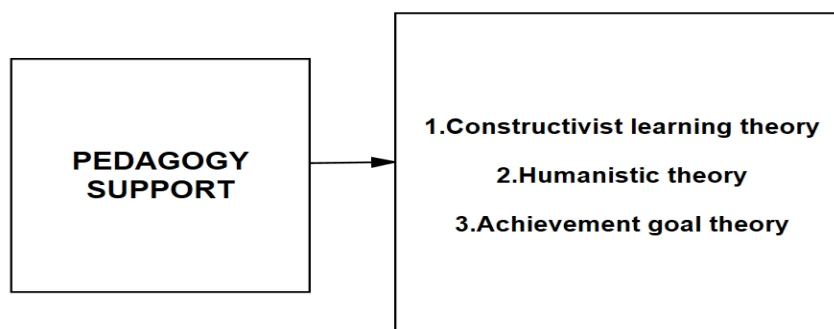 PEDAGOGY
SUPPORT
1.Constructivist learning theory
2.Humanistic theory
3.Achievement goal theory